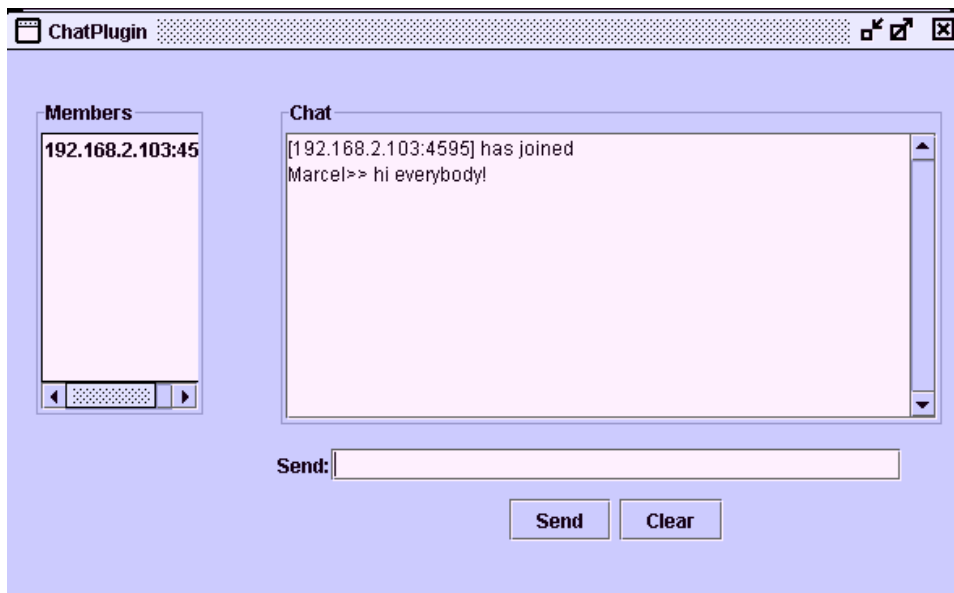 ChatPlugin
Members
192.168.2.103:45
Chat
[192.168.2.103:4595] has joined
Marcel>> hi everybody!
Send:
Send
Clear